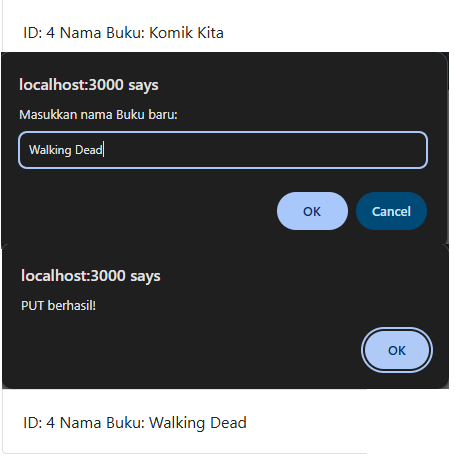 ID: 4 Nama Buku: Komik Kita
localhost:3000 says
Masukkan nama Buku baru:
Walking Dead
OK Cancel
localhost:3000 says
PUT berhasil!
OK
ID: 4 Nama Buku: Walking Dead